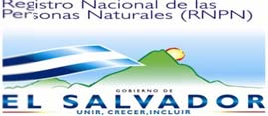 Registro Nacional de las
Personas Naturales (RNPN)
GOBIERNO DE
EL SALVADOR
UNIR, CRECER, INCLUIR